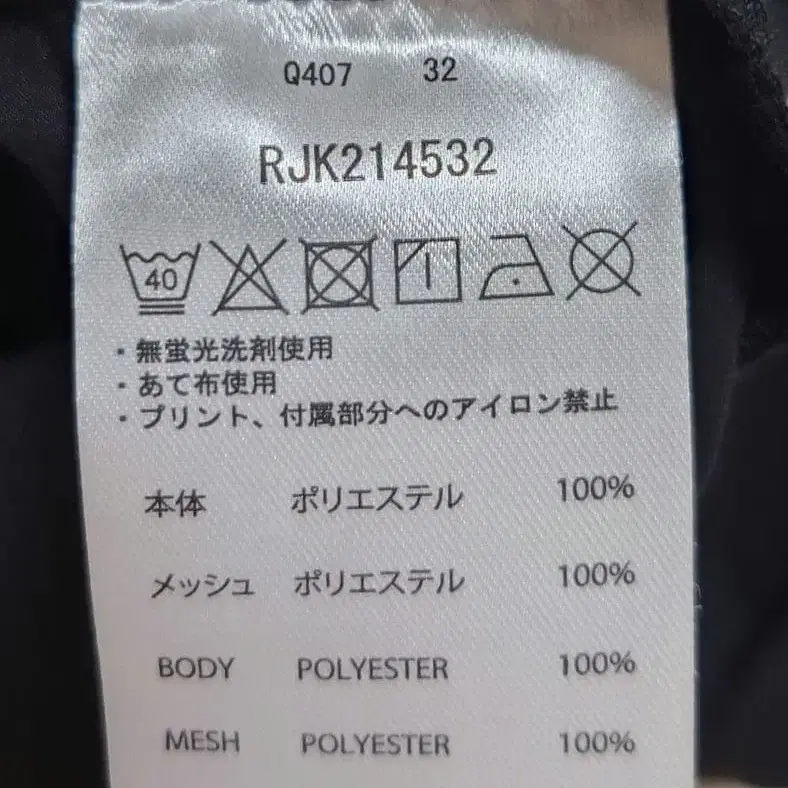 Q407 32
RJK214532
40
・無蛍光洗剤使用
・あて布使用
・プリント、付属部分へのアイロン禁止
本体 ポリエステル 100%
メッシュ ポリエステル 100%
BODY POLYESTER 100%
MESH POLYESTER 100%